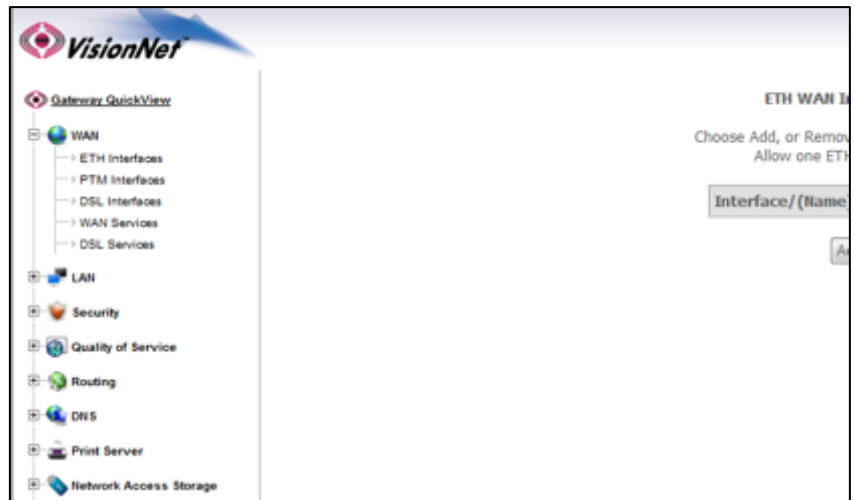 VisionNet
Gateway QuickView
WAN
ETH Interfaces
PTM Interfaces
DSL Interfaces
WAN Services
DSL Services
LAN
Security
Quality of Service
Routing
DNS
Print Server
Network Access Storage
ETH WAN
Choose Add, or
Allow one
Interface/(Name)